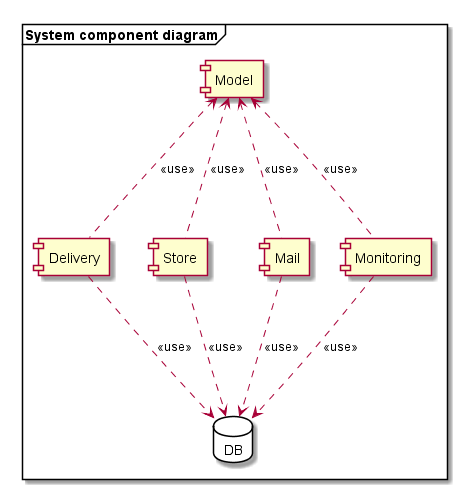 System component diagram
Model
«use» «use» «use» «use»
Delivery Store Mail Monitoring
«use» «use» «use» «use»
DB